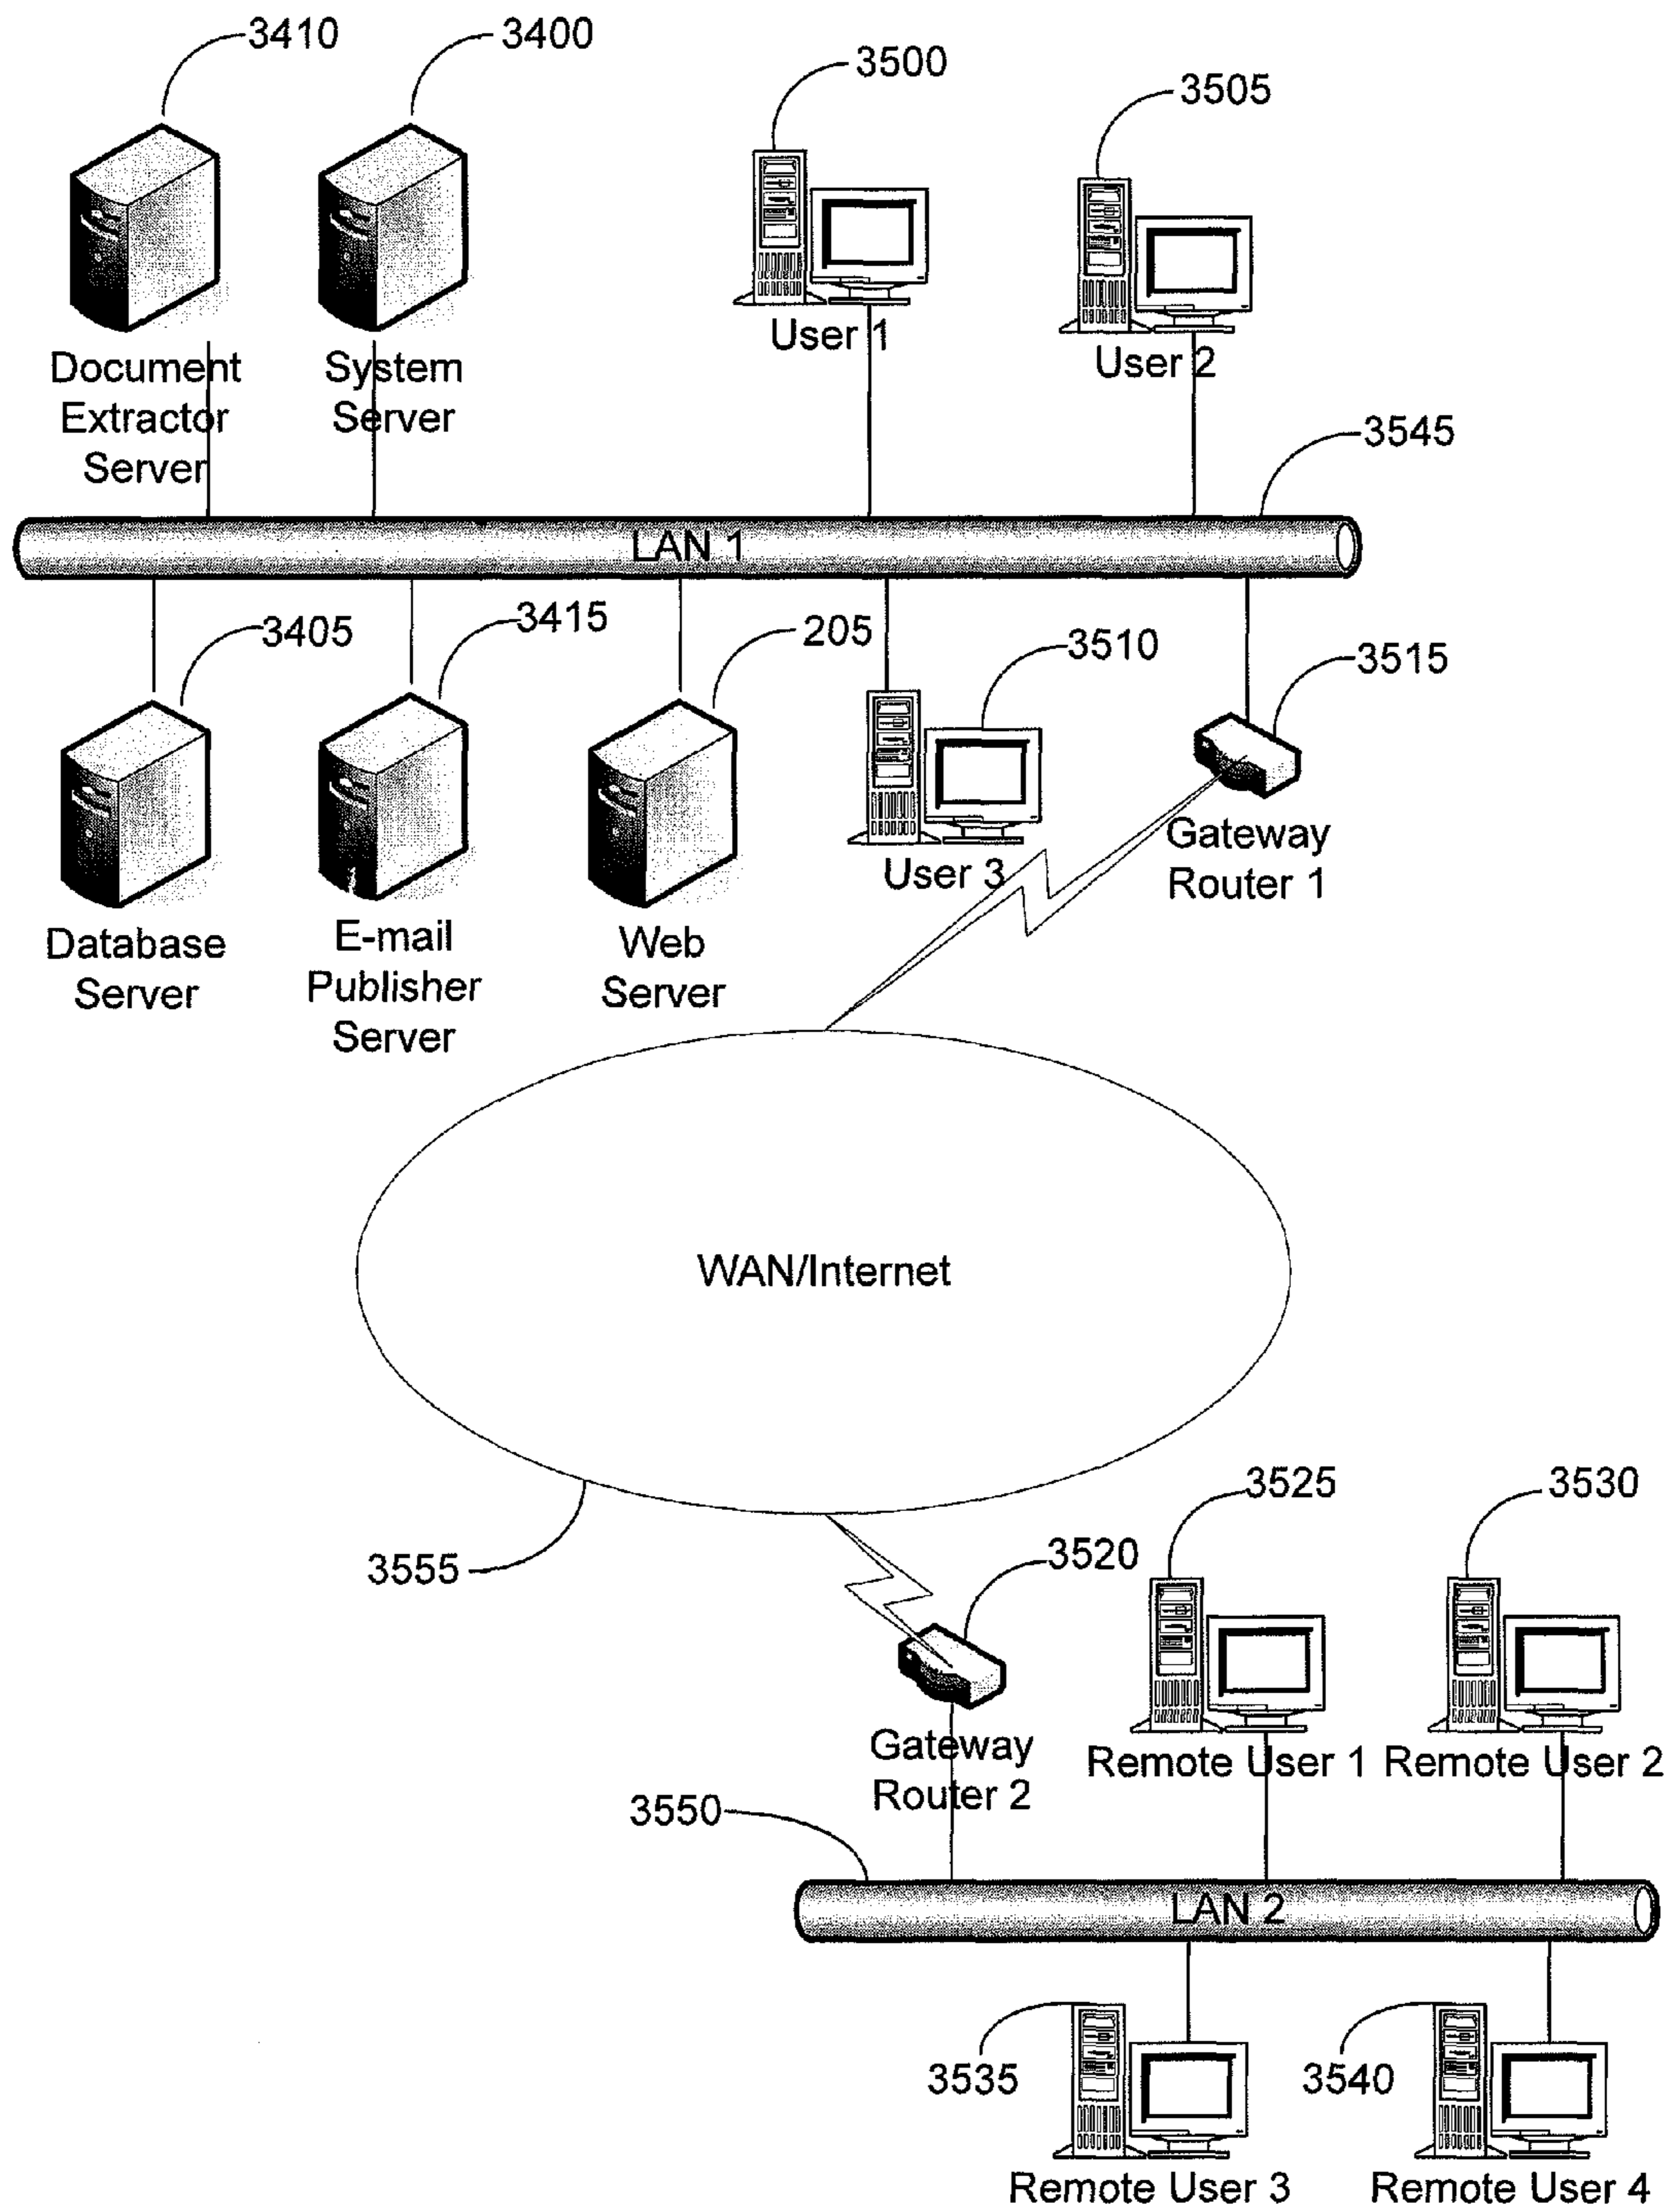 3410
3400
3500
3505
User 1
User 2
Document
Extractor
Server
System
Server
3545
LAN 1
3405
3415
205
3510
3515
Gateway
Router 1
User 3
Database
Server
E-mail
Publisher
Server
Web
Server
WAN/Internet
3555
3520
3525
3530
Gateway
Router 2
Remote User 1
Remote User 2
3550
LAN 2
3535
3540
Remote User 3
Remote User 4